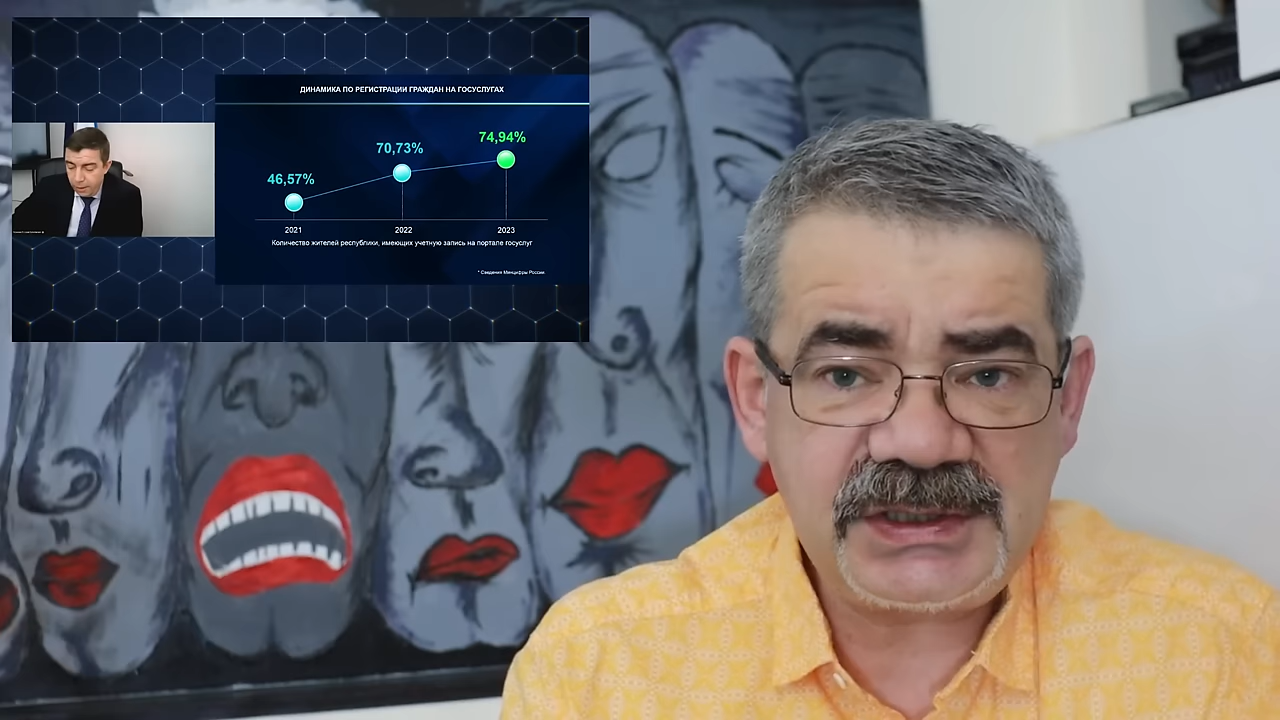 ДИНАМИКА ПО РЕГИСТРАЦИИ ГРАЖДАН НА ГОСУСЛУГАХ
74,94%
70,73%
46,57%
2021 2022 2023
Количество жителей республики, имеющих учетную запись на портале госуслуг
* Сведения Минцифры России